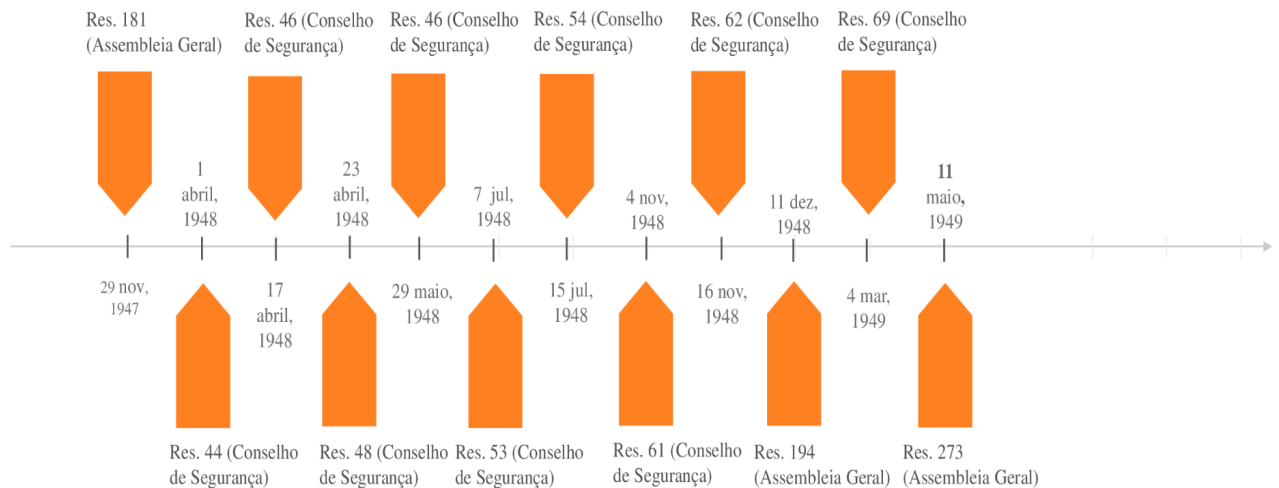 Res. 181
(Assembleia Geral)
Res. 46 (Conselho
de Segurança)
Res. 46 (Conselho
de Segurança)
Res. 54 (Conselho
de Segurança)
Res. 62 (Conselho
de Segurança)
Res. 69 (Conselho
de Segurança)
1
abril,
1948
23
abril,
1948
7 jul,
1948
4 nov,
1948
11 dez,
1948
11
maio,
1949
29 nov,
1947
17
abril,
1948
29 maio,
1948
15 jul,
1948
16 nov,
1948
4 mar,
1949
Res. 44 (Conselho
de Segurança)
Res. 48 (Conselho
de Segurança)
Res. 53 (Conselho
de Segurança)
Res. 61 (Conselho
de Segurança)
Res. 194
(Assembleia Geral)
Res. 273
(Assembleia Geral)